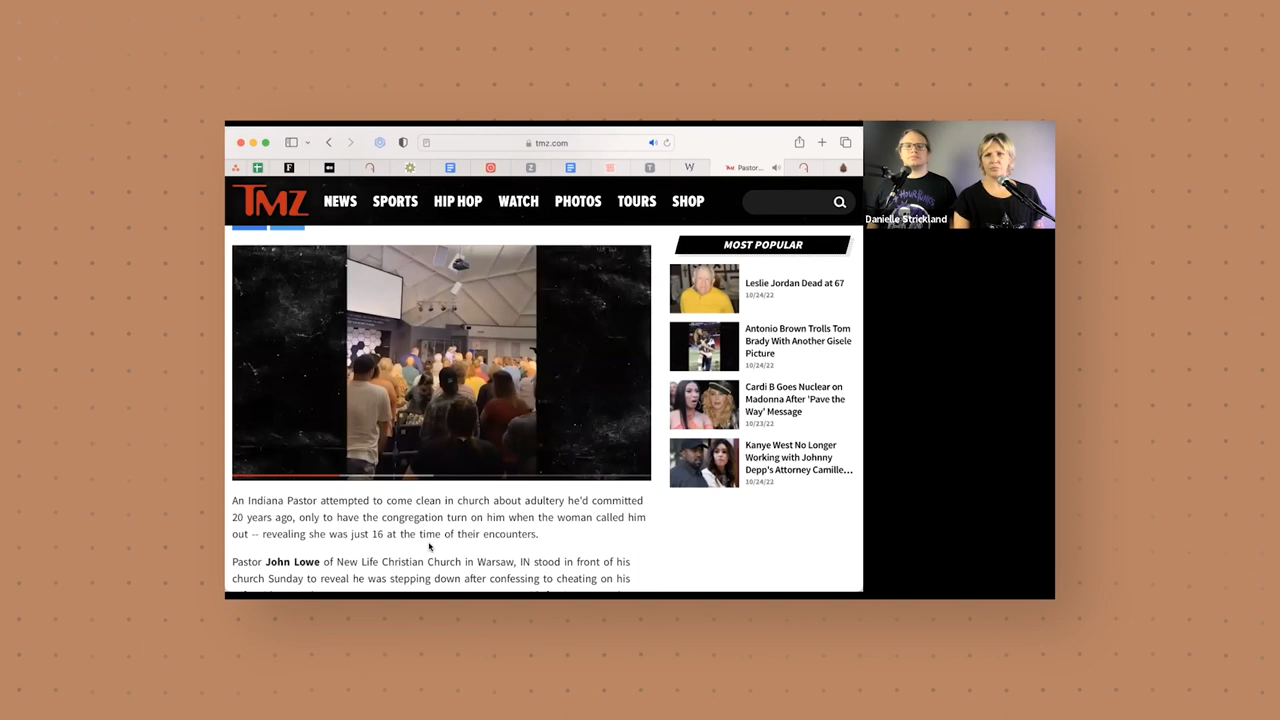 tmz.com
W
Pastor...
TMZ
NEWS
SPORTS
HIP HOP
WATCH
PHOTOS
TOURS
SHOP
Danielle Strickland
MOST POPULAR
Leslie Jordan Dead at 67
10/24/22
Antonio Brown Trolls Tom
Brady With Another Gisele
Picture
10/24/22
Cardi B Goes Nuclear on
Madonna After 'Pave the
Way' Message
10/23/22
Kanye West No Longer
Working with Johnny
Depp's Attorney Camille...
10/24/22
An Indiana Pastor attempted to come clean in church about adultery he'd committed
20 years ago, only to have the congregation turn on him when the woman called him
out -- revealing she was just 16 at the time of their encounters.
Pastor John Lowe of New Life Christian Church in Warsaw, IN stood in front of his
church Sunday to reveal he was stepping down after confessing to cheating on his